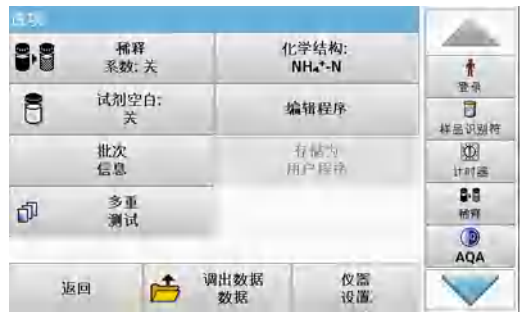 选项
稀释
系数: 关
化学结构:
NH₄⁺-N
试剂空白:
关
编辑程序
批次
信息
存储为
用户程序
多重
测试
返回
调出数据
数据
仪器
设置
登录
样品识别符
计时器
稀释
AQA